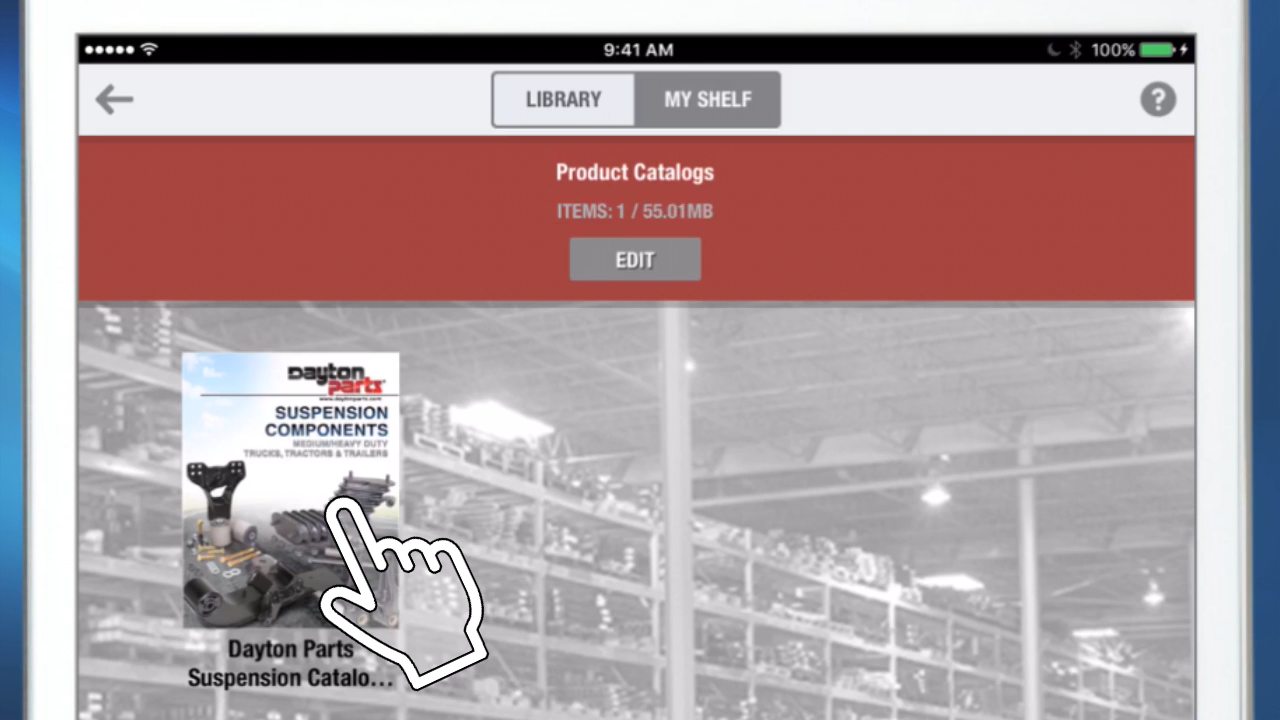 9:41 AM
100%
LIBRARY
MY SHELF
?
Product Catalogs
ITEMS: 1 / 55.01MB
EDIT
Dayton
parts
www.daytonparts.com
SUSPENSION
COMPONENTS
MEDIUM/HEAVY DUTY
TRUCKS, TRACTORS & TRAILERS
Dayton Parts
Suspension Catalo...